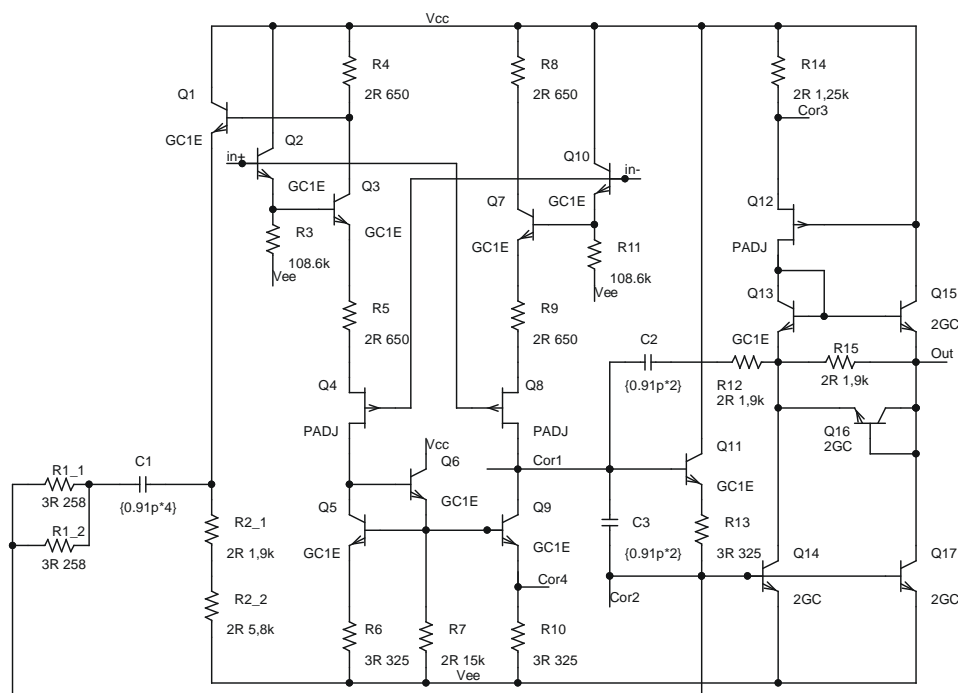 Vcc
R4
2R 650
R8
2R 650
R14
2R 1,25k
Cor3
Q1
GC1E
in+
Q2
GC1E
Q3
GC1E
R3
108.6k
Vee
Q10
in-
GC1E
Q7
GC1E
R11
108.6k
Vee
Q12
PADJ
Q13
GC1E
Q15
2GC
R5
2R 650
R9
2R 650
C2
{0.91p*2}
R12
2R 1,9k
R15
2R 1,9k
Out
Q4
PADJ
Q8
PADJ
Q16
2GC
Vcc
Q6
GC1E
Cor1
Q11
GC1E
R1_1
3R 258
C1
{0.91p*4}
R1_2
3R 258
Q5
GC1E
Q9
GC1E
C3
{0.91p*2}
R13
3R 325
Q14
2GC
Q17
2GC
R2_1
2R 1,9k
R2_2
2R 5,8k
Cor4
Cor2
R6
3R 325
R7
2R 15k
R10
3R 325
Vee